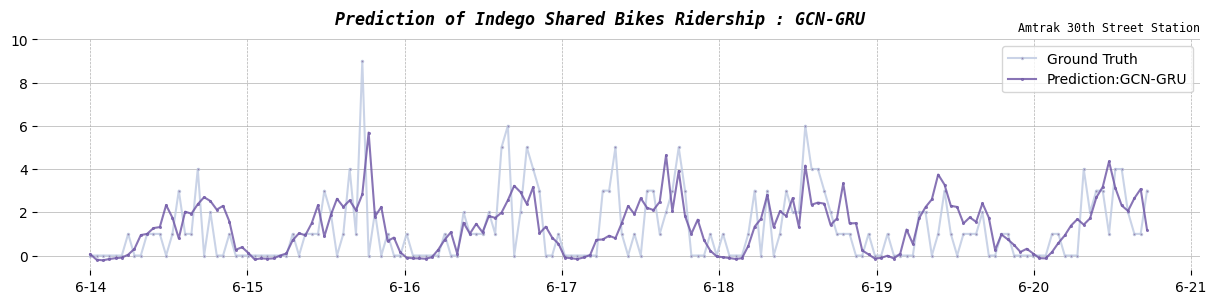 Prediction of Indego Shared Bikes Ridership : GCN-GRU
Amtrak 30th Street Station
Ground Truth
Prediction:GCN-GRU
10
8
6
4
2
0
6-14 6-15 6-16 6-17 6-18 6-19 6-20 6-21